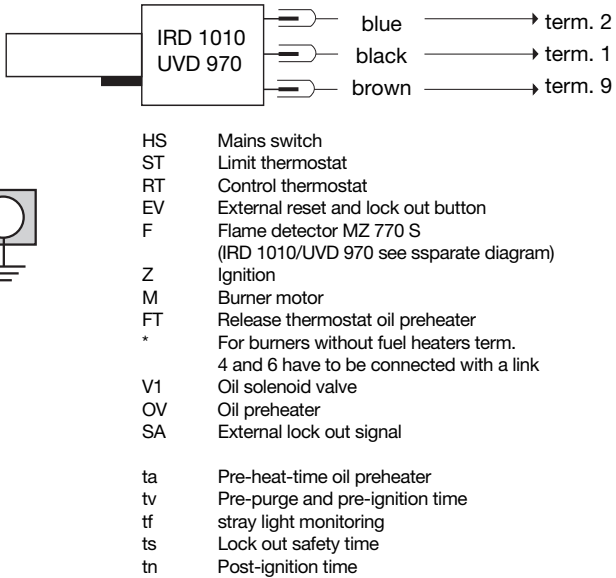 IRD 1010
UVD 970
blue term. 2
black term. 1
brown term. 9
HS Mains switch
ST Limit thermostat
RT Control thermostat
EV External reset and lock out button
F Flame detector MZ 770 S
(IRD 1010/UVD 970 see ssparate diagram)
Z Ignition
M Burner motor
FT Release thermostat oil preheater
* For burners without fuel heaters term.
4 and 6 have to be connected with a link
V1 Oil solenoid valve
OV Oil preheater
SA External lock out signal
ta Pre-heat-time oil preheater
tv Pre-purge and pre-ignition time
tf stray light monitoring
ts Lock out safety time
tn Post-ignition time